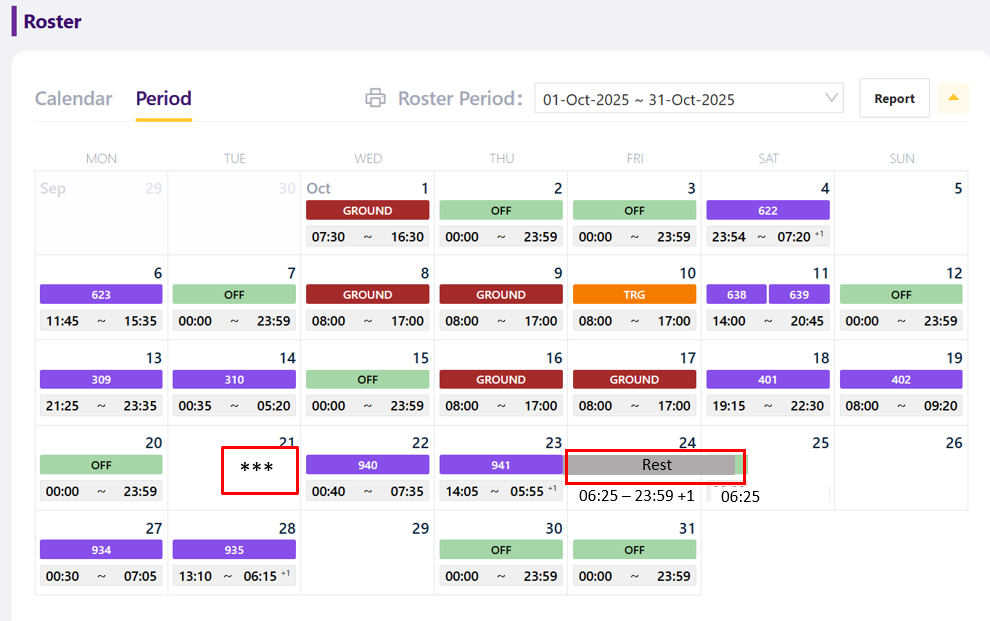 Roster
Calendar Period Roster Period: 01-Oct-2025 ~ 31-Oct-2025 Report
MON TUE WED THU FRI SAT SUN
Sep 29 30 Oct 1 2 3 4 5
GROUND OFF OFF 622
07:30 ~ 16:30 00:00 ~ 23:59 00:00 ~ 23:59 23:54 ~ 07:20 +1
6 7 8 9 10 11 12
623 OFF GROUND GROUND TRG 638 639 OFF
11:45 ~ 15:35 00:00 ~ 23:59 08:00 ~ 17:00 08:00 ~ 17:00 08:00 ~ 17:00 14:00 ~ 20:45 00:00 ~ 23:59
13 14 15 16 17 18 19
309 310 OFF GROUND GROUND 401 402
21:25 ~ 23:35 00:35 ~ 05:20 00:00 ~ 23:59 08:00 ~ 17:00 08:00 ~ 17:00 19:15 ~ 22:30 08:00 ~ 09:20
20 21 22 23 24 25 26
OFF *** 940 941 Rest
00:00 ~ 23:59 00:40 ~ 07:35 14:05 ~ 05:55 +1 06:25 – 23:59 +1 06:25
27 28 29 30 31
934 935 OFF OFF
00:30 ~ 07:05 13:10 ~ 06:15 +1 00:00 ~ 23:59 00:00 ~ 23:59